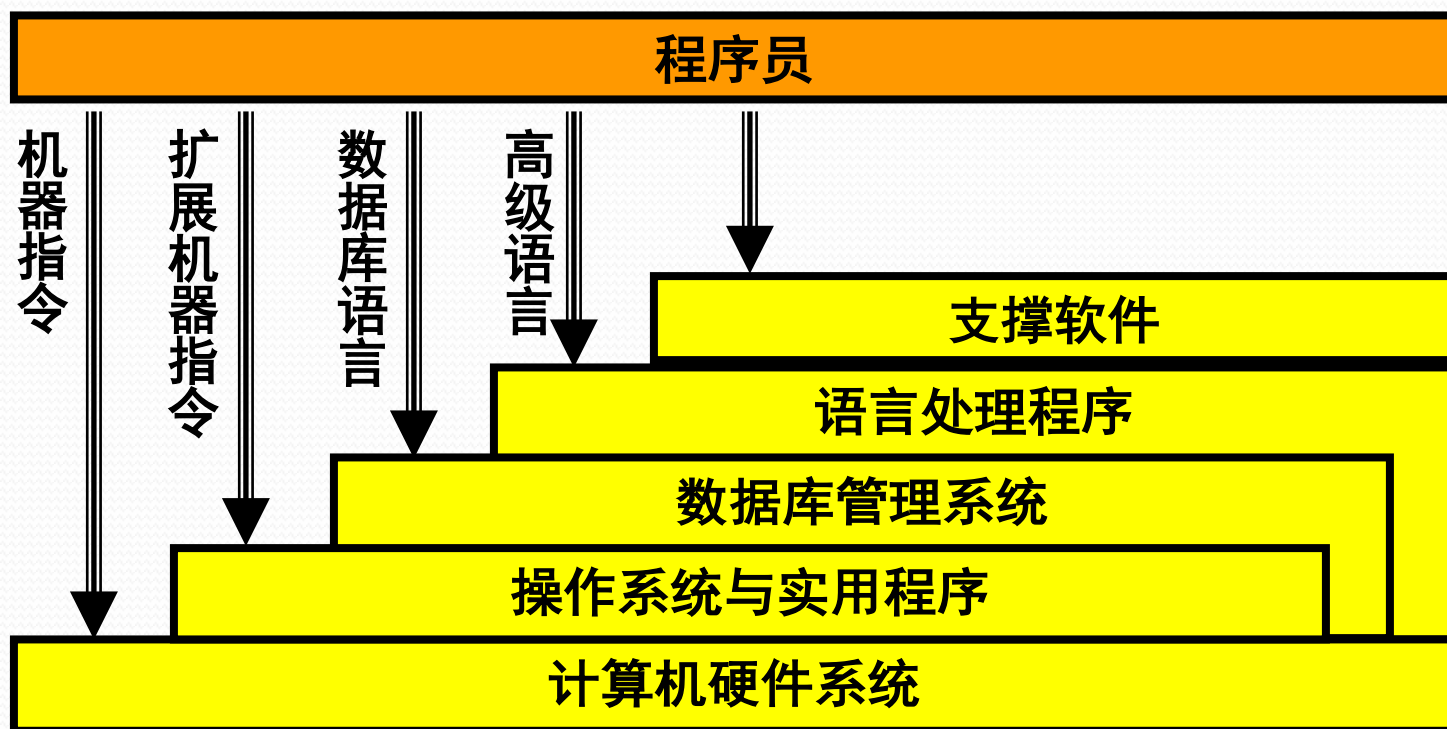 程序员
机器指令
扩展机器指令
数据库语言
高级语言
支撑软件
语言处理程序
数据库管理系统
操作系统与实用程序
计算机硬件系统